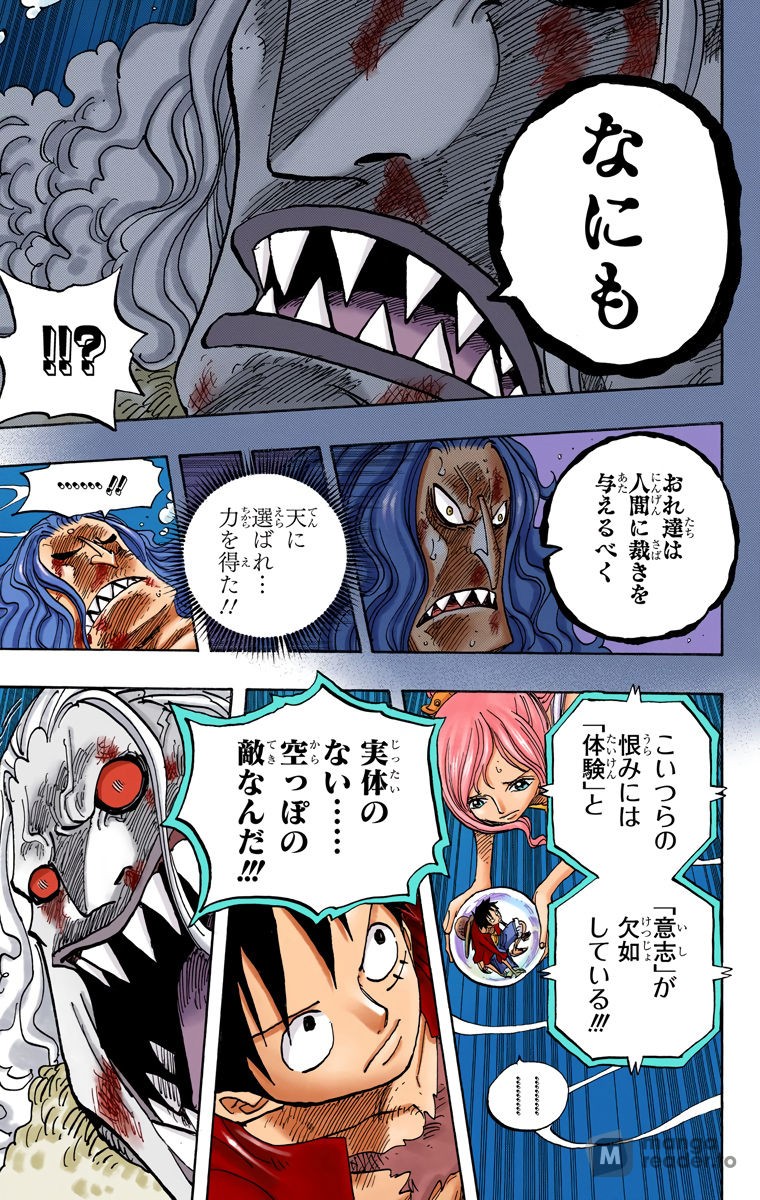 なにも
!!?
おれ達は
人間に裁きを
与えるべく
天に
選ばれ…
力を得た!!
……!!
こいつらの
恨みには
「体験」と
「意志」が
欠如
している!!!
実体の
ない……
空っぽの
敵なんだ!!!
……
M manga
reader.to